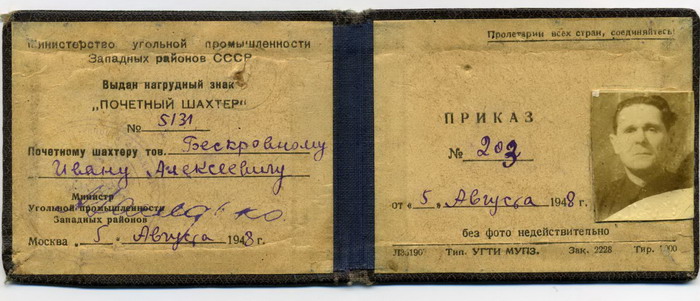 Министерство угольной промышленности
Западных районов СССР
Выдан нагрудный знак
„ПОЧЕТНЫЙ ШАХТЕР“
№ 5131
Почетному шахтеру тов. Бескровному
Ивану Алексеевичу
Министр
Угольной промышленности
Западных районов
Москва „5“ Августа 1948 г.
Пролетарии всех стран, соединяйтесь!
ПРИКАЗ
№ 203
от „5“ Августа 1948 г.
без фото недействительно
Тип. УГТИ МУПЗ. Зак. 2228 Тир.